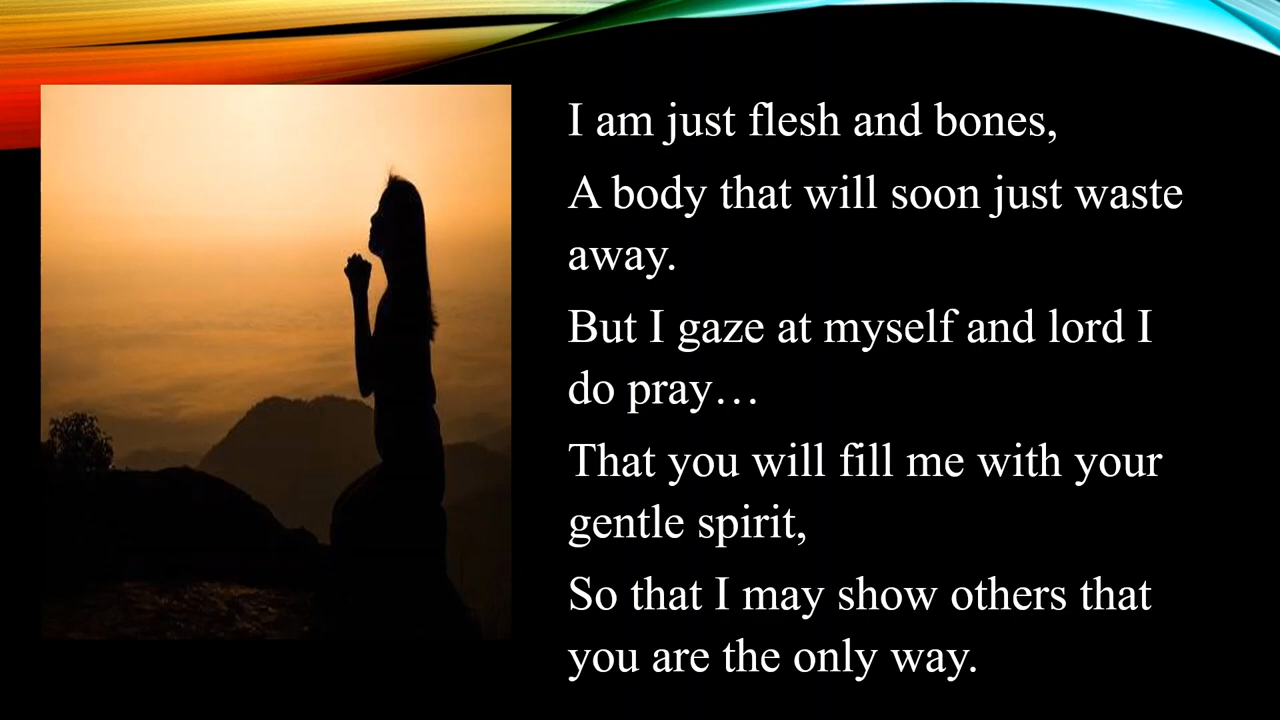 I am just flesh and bones,
A body that will soon just waste
away.
But I gaze at myself and lord I
do pray…
That you will fill me with your
gentle spirit,
So that I may show others that
you are the only way.